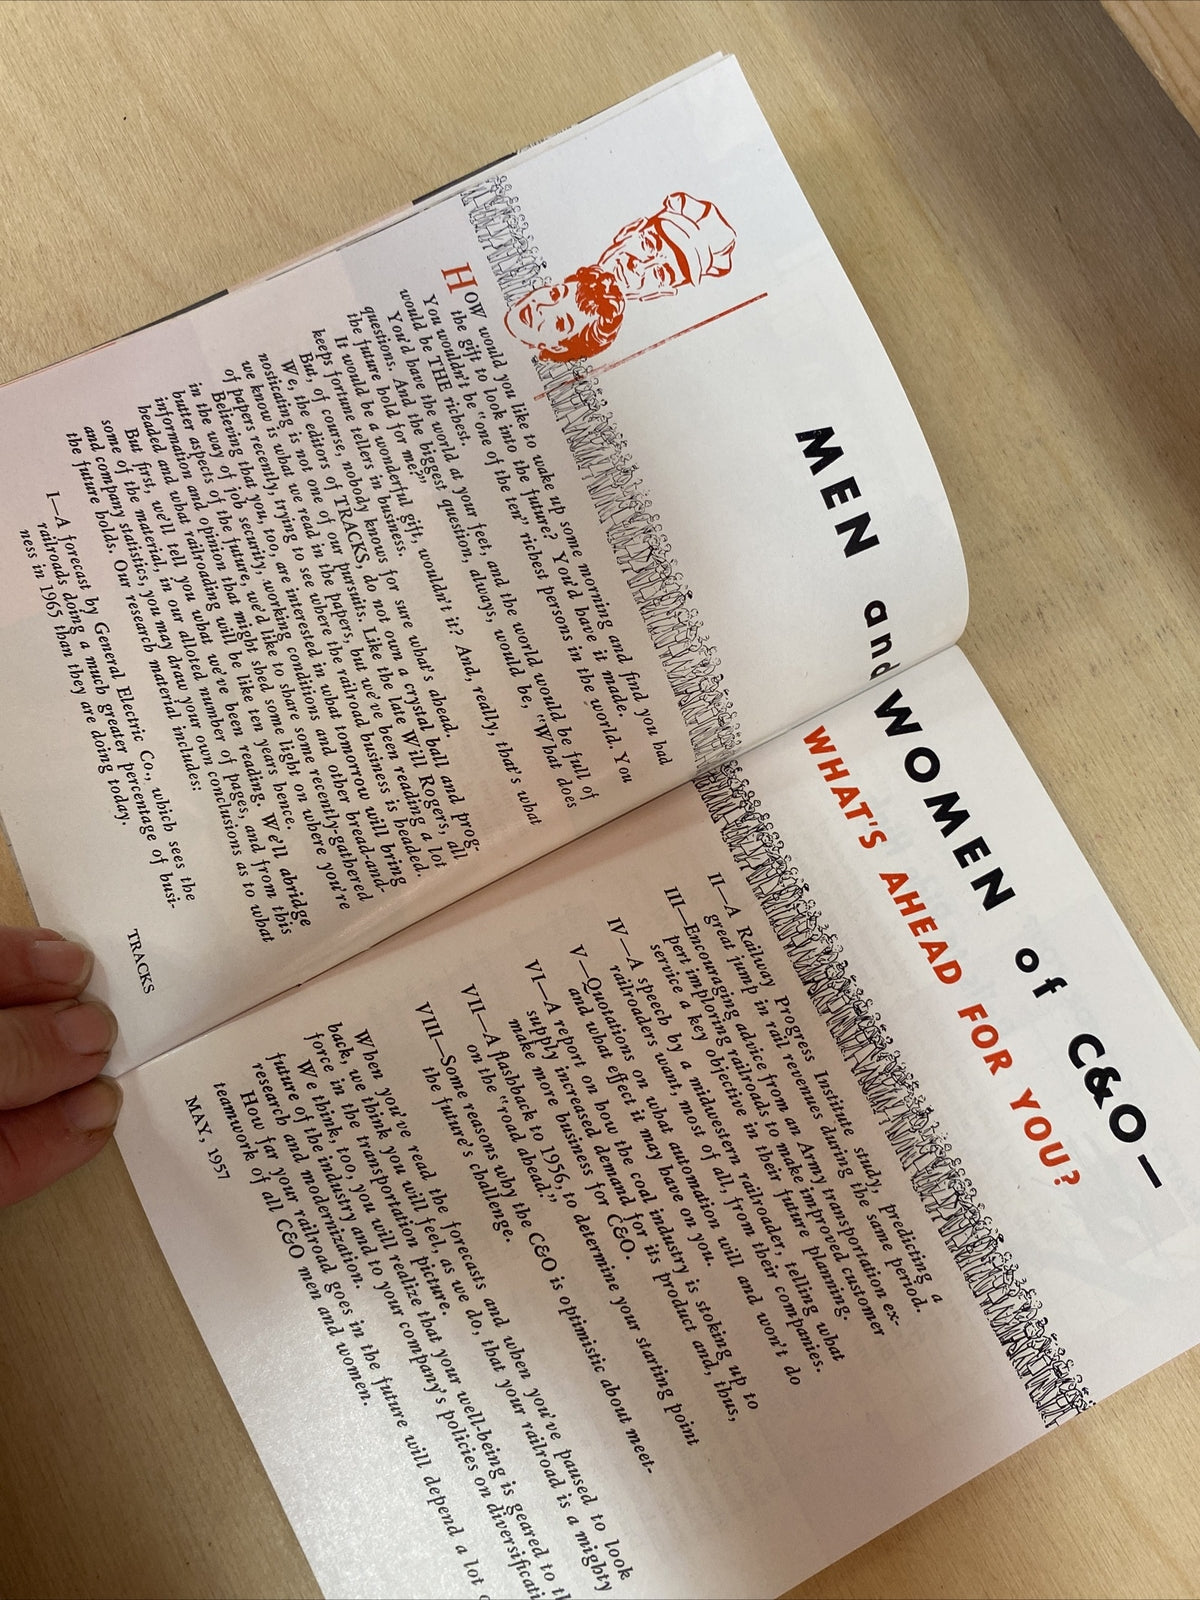 MEN and WOMEN of C&O—
WHAT'S AHEAD FOR YOU?
HOW would you like to wake up some morning and find you had
the gift to look into the future? You'd have it made. You
wouldn't be "one of the ten" richest persons in the world. You
would be THE richest.
You'd have the world at your feet, and the world would be full of
questions. And the biggest question, always, would be, "What does
the future hold for me?"
It would be a wonderful gift, wouldn't it? And, really, that's what
keeps fortune tellers in business.
But, of course, nobody knows for sure what's ahead.
We, the editors of TRACKS, do not own a crystal ball and prog-
nosticating is not one of our pursuits. Like the late Will Rogers, all
we know is what we read in the papers, but we've been reading a lot
of papers recently, trying to see where the railroad business is headed.
Believing that you, too, are interested in what tomorrow will bring
in the way of job security, working conditions and other bread-and-
butter aspects of the future, we'd like to share some recently-gathered
information and opinion that might shed some light on where you're
headed and what railroading will be like ten years hence.
But first, we'll tell you what we've been reading. We'll abridge
some of the material, in our alloted number of pages, and from this
and company statistics, you may draw your own conclusions as to what
the future holds. Our research material includes:
I—A forecast by General Electric Co., which sees the
railroads doing a much greater percentage of busi-
ness in 1965 than they are doing today.
TRACKS
II—A Railway Progress Institute study, predicting a
great jump in rail revenues during the same period.
III—Encouraging advice from an Army transportation ex-
pert imploring railroads to make improved customer
service a key objective in their future planning.
IV—A speech by a midwestern railroader, telling what
railroaders want, most of all, from their companies.
V—Quotations on what automation will and won't do
and what effect it may have on you.
VI—A report on how the coal industry is stoking up to
supply increased demand for its product and, thus,
make more business for C&O.
VII—A flashback to 1956, to determine your starting point
on the "road ahead."
VIII—Some reasons why the C&O is optimistic about meet-
the future's challenge.
When you've read the forecasts and when you've paused to look
back, we think you will feel, as we do, that your railroad is a mighty
force in the transportation picture.
We think, too, you will realize that your well-being is geared to th
future of the industry and to your company's policies on diversificati
research and modernization.
How far your railroad goes in the future will depend a lot
teamwork of all C&O men and women.
MAY, 1957